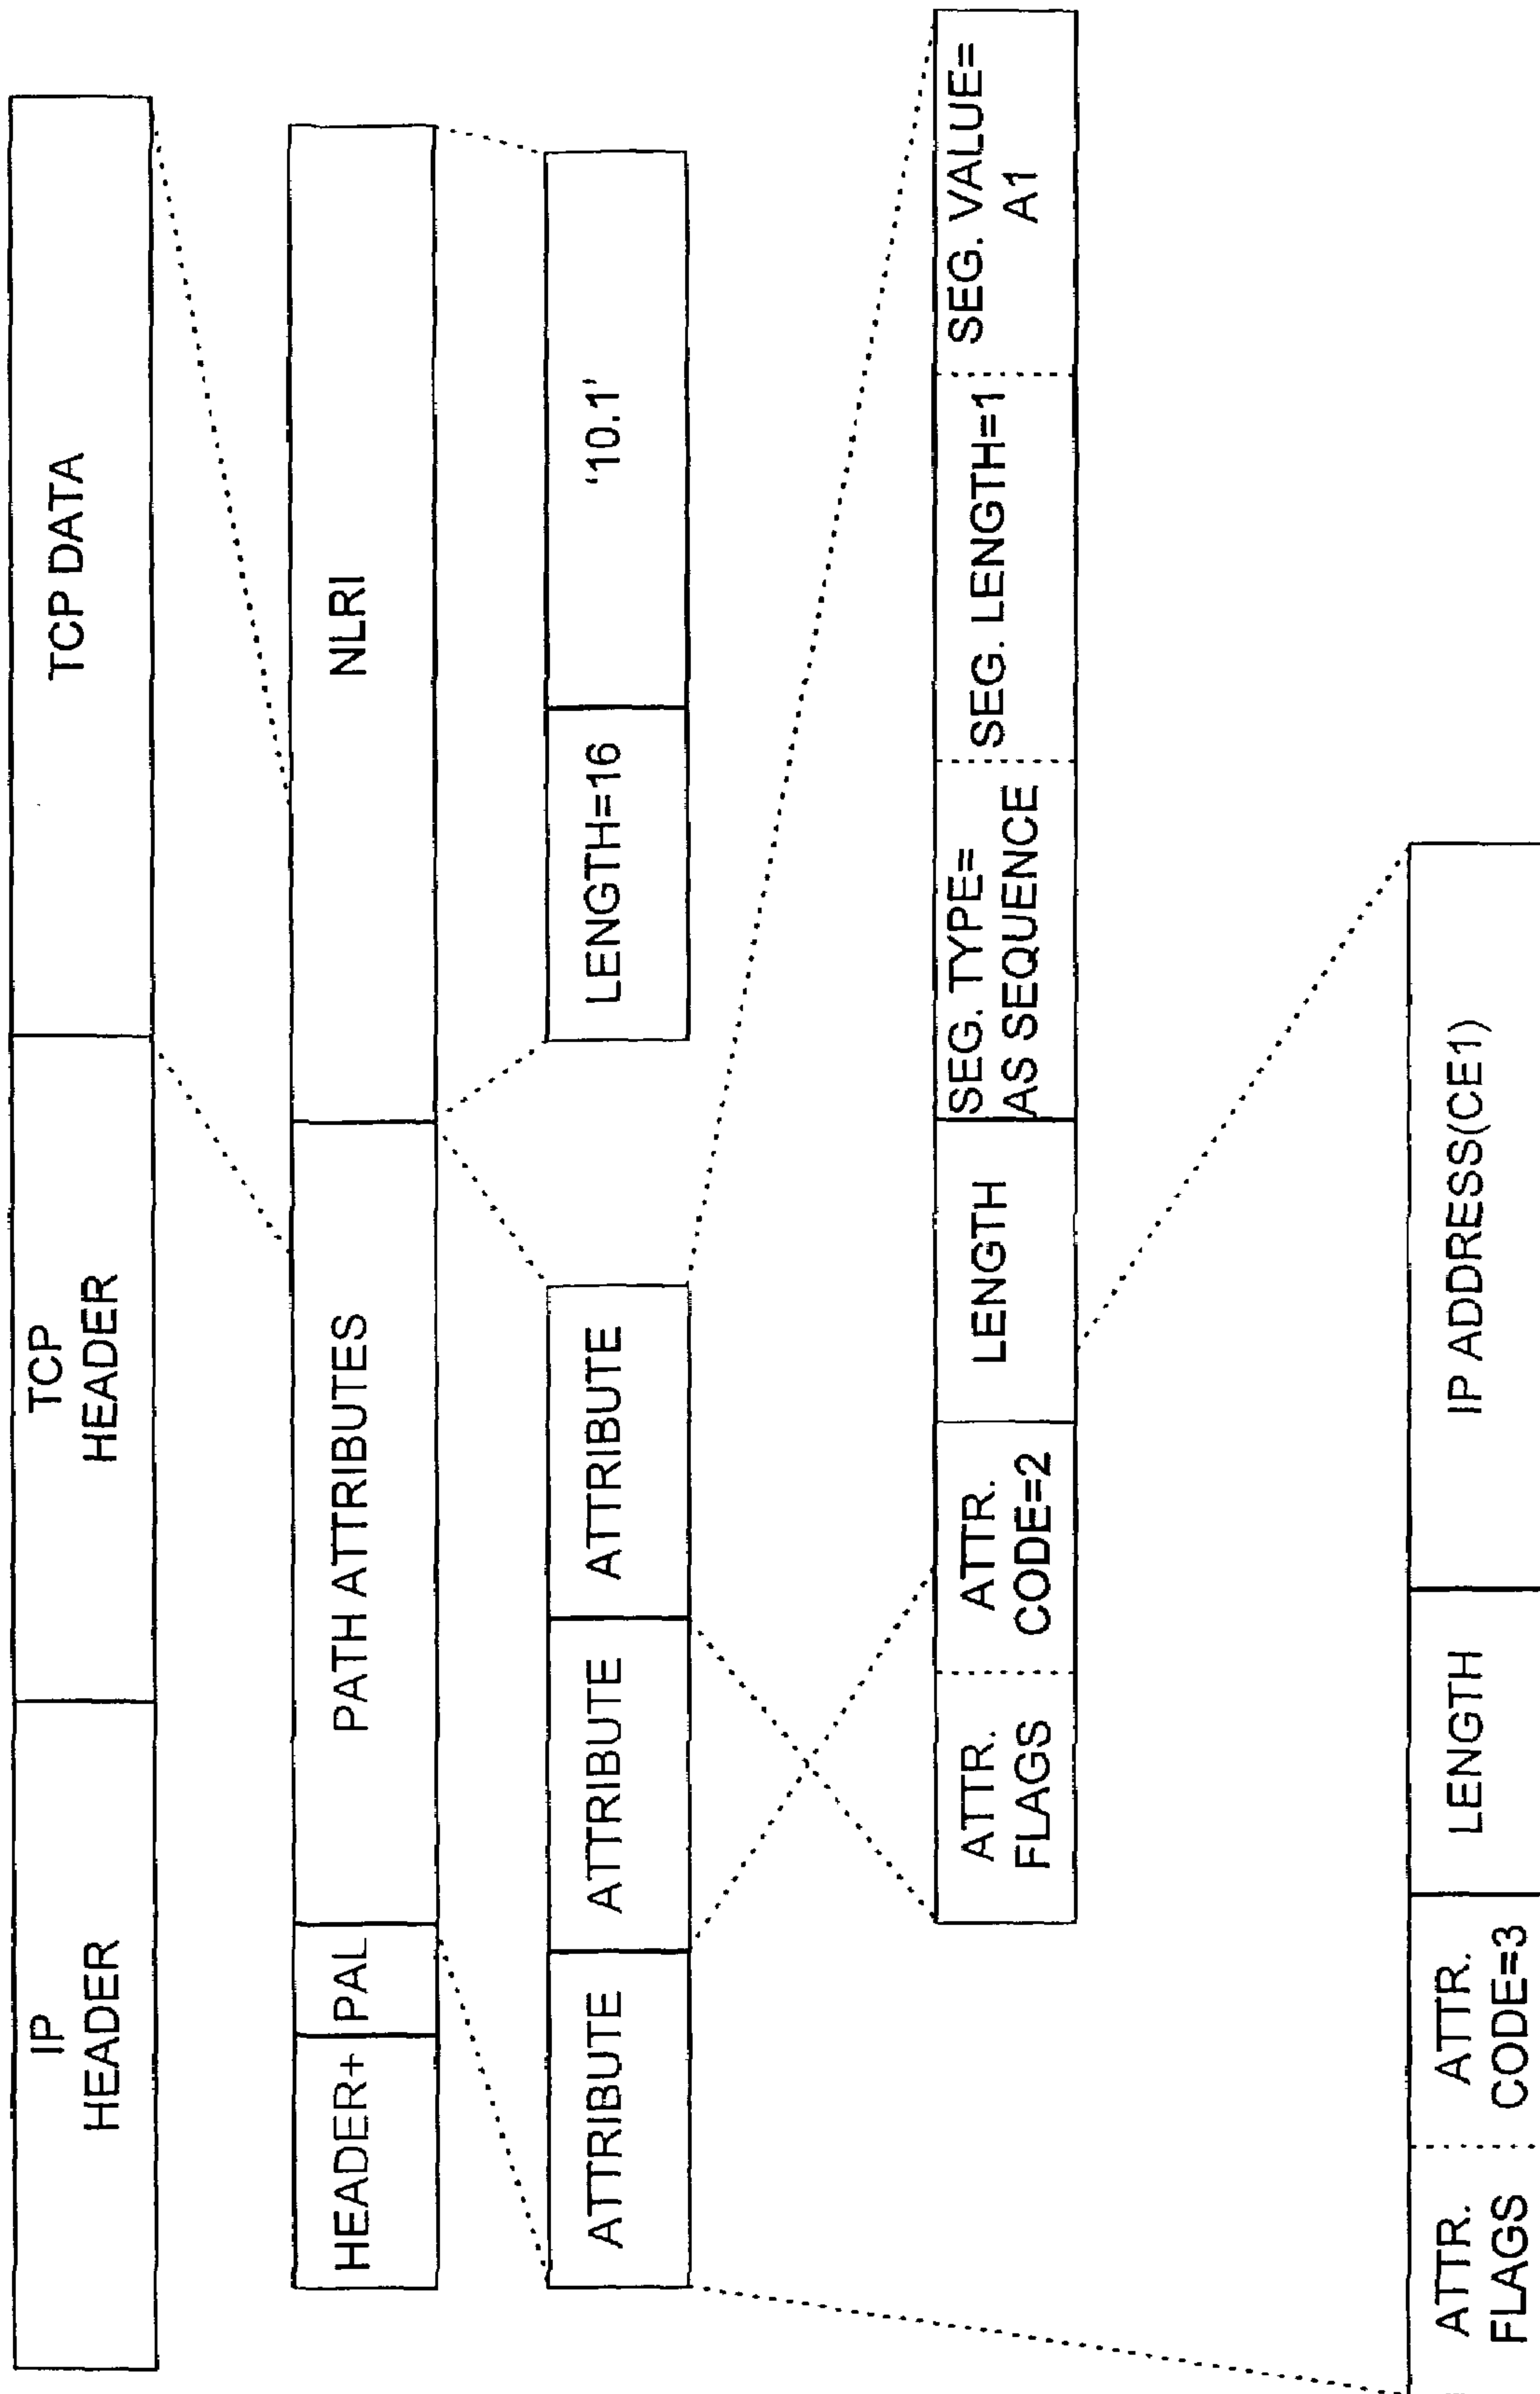 IP
HEADER
TCP
HEADER
TCP DATA
HEADER+
PAL
PATH ATTRIBUTES
NLRI
ATTRIBUTE
ATTRIBUTE
ATTRIBUTE
LENGTH=16
'10.1'
ATTR.
FLAGS
ATTR.
CODE=2
LENGTH
SEG. TYPE=
AS SEQUENCE
SEG. LENGTH=1
SEG. VALUE=
A1
ATTR.
FLAGS
ATTR.
CODE=3
LENGTH
IP ADDRESS(CE1)